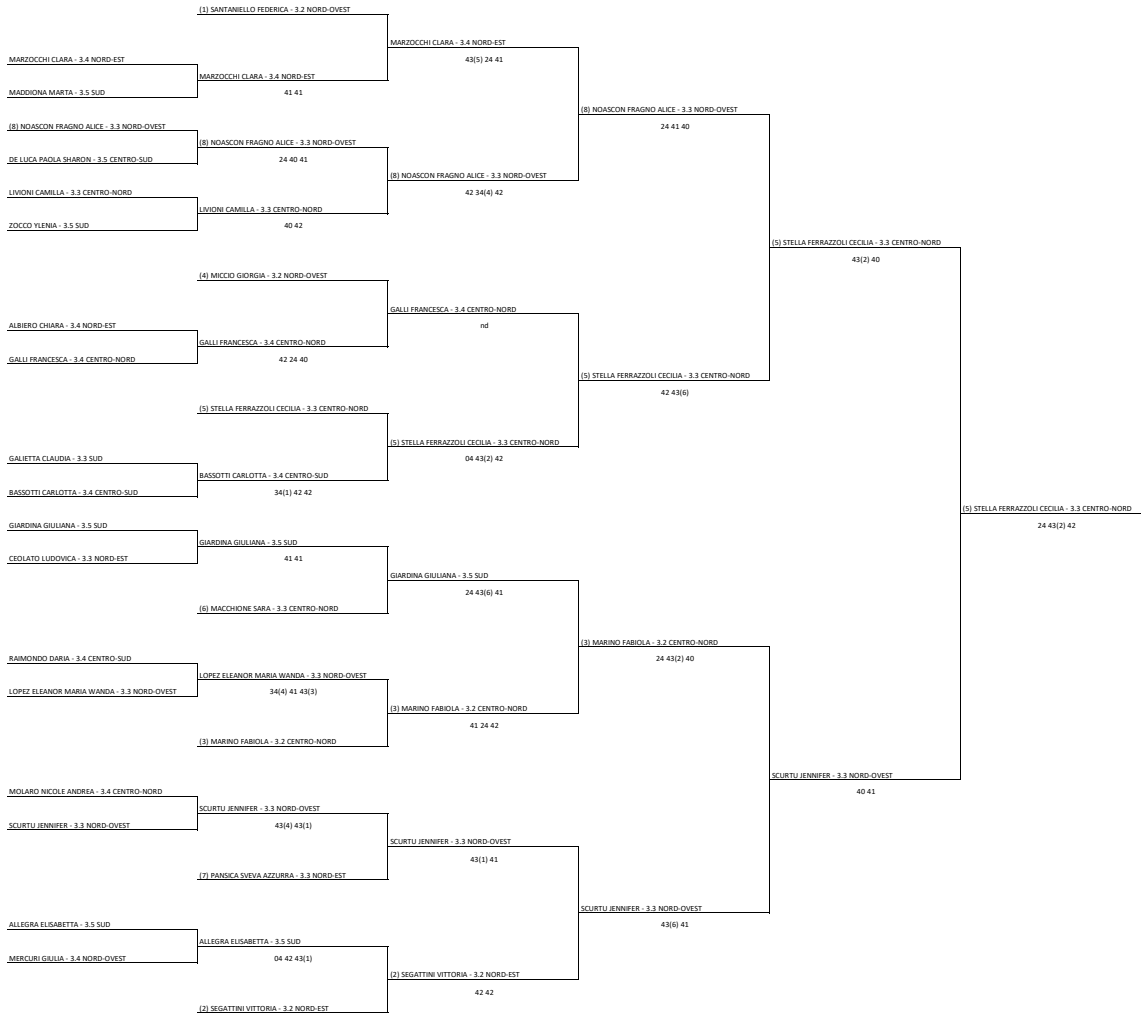 (1) SANTANIELLO FEDERICA - 3.2 NORD-OVEST
MARZOCCHI CLARA - 3.4 NORD-EST
43(5) 24 41
MARZOCCHI CLARA - 3.4 NORD-EST
MARZOCCHI CLARA - 3.4 NORD-EST
41 41
MADDIONA MARTA - 3.5 SUD
(8) NOASCON FRAGNO ALICE - 3.3 NORD-OVEST
24 41 40
(8) NOASCON FRAGNO ALICE - 3.3 NORD-OVEST
(8) NOASCON FRAGNO ALICE - 3.3 NORD-OVEST
24 40 41
DE LUCA PAOLA SHARON - 3.5 CENTRO-SUD
(8) NOASCON FRAGNO ALICE - 3.3 NORD-OVEST
42 34(4) 42
LIVIONI CAMILLA - 3.3 CENTRO-NORD
LIVIONI CAMILLA - 3.3 CENTRO-NORD
40 42
ZOCCO YLENIA - 3.5 SUD
(5) STELLA FERRAZZOLI CECILIA - 3.3 CENTRO-NORD
43(2) 40
(4) MICCIO GIORGIA - 3.2 NORD-OVEST
GALLI FRANCESCA - 3.4 CENTRO-NORD
nd
ALBIERO CHIARA - 3.4 NORD-EST
GALLI FRANCESCA - 3.4 CENTRO-NORD
42 24 40
GALLI FRANCESCA - 3.4 CENTRO-NORD
(5) STELLA FERRAZZOLI CECILIA - 3.3 CENTRO-NORD
42 43(6)
(5) STELLA FERRAZZOLI CECILIA - 3.3 CENTRO-NORD
(5) STELLA FERRAZZOLI CECILIA - 3.3 CENTRO-NORD
04 43(2) 42
GALIETTA CLAUDIA - 3.3 SUD
BASSOTTI CARLOTTA - 3.4 CENTRO-SUD
34(1) 42 42
BASSOTTI CARLOTTA - 3.4 CENTRO-SUD
(5) STELLA FERRAZZOLI CECILIA - 3.3 CENTRO-NORD
24 43(2) 42
GIARDINA GIULIANA - 3.5 SUD
GIARDINA GIULIANA - 3.5 SUD
41 41
CEOLATO LUDOVICA - 3.3 NORD-EST
GIARDINA GIULIANA - 3.5 SUD
24 43(6) 41
(6) MACCHIONE SARA - 3.3 CENTRO-NORD
(3) MARINO FABIOLA - 3.2 CENTRO-NORD
24 43(2) 40
RAIMONDO DARIA - 3.4 CENTRO-SUD
LOPEZ ELEANOR MARIA WANDA - 3.3 NORD-OVEST
34(4) 41 43(3)
LOPEZ ELEANOR MARIA WANDA - 3.3 NORD-OVEST
(3) MARINO FABIOLA - 3.2 CENTRO-NORD
41 24 42
(3) MARINO FABIOLA - 3.2 CENTRO-NORD
SCURTU JENNIFER - 3.3 NORD-OVEST
40 41
MOLARO NICOLE ANDREA - 3.4 CENTRO-NORD
SCURTU JENNIFER - 3.3 NORD-OVEST
43(4) 43(1)
SCURTU JENNIFER - 3.3 NORD-OVEST
SCURTU JENNIFER - 3.3 NORD-OVEST
43(1) 41
(7) PANSICA SVEVA AZZURRA - 3.3 NORD-EST
SCURTU JENNIFER - 3.3 NORD-OVEST
43(6) 41
ALLEGRA ELISABETTA - 3.5 SUD
ALLEGRA ELISABETTA - 3.5 SUD
04 42 43(1)
MERCURI GIULIA - 3.4 NORD-OVEST
(2) SEGATTINI VITTORIA - 3.2 NORD-EST
42 42
(2) SEGATTINI VITTORIA - 3.2 NORD-EST